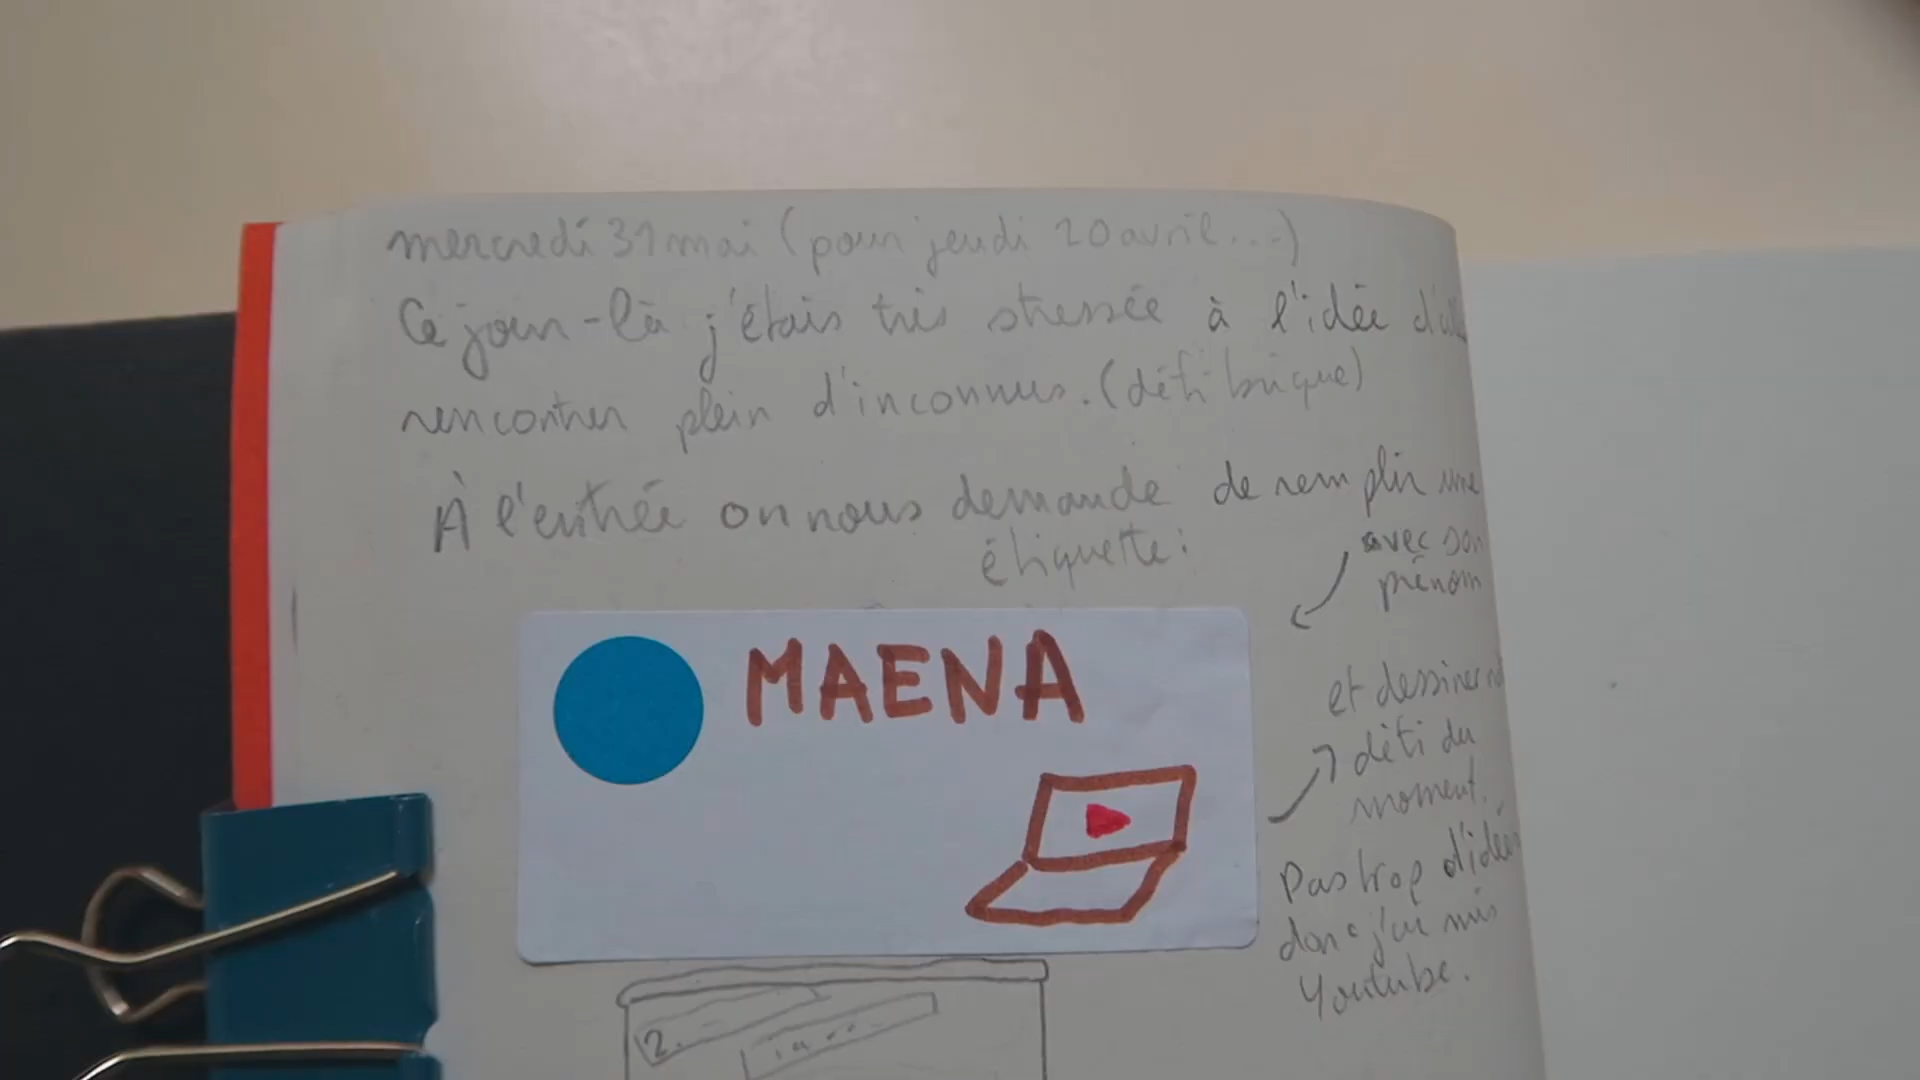 mercredi 31 mai (pour jeudi 20 avril...)
Ce jour-là j'étais très stressée à l'idée
rencontrer plein d'inconnus. (défi brique)
À l'entrée on nous demande de remplir une
étiquette :
avec son
prénom
MAENA
et dessiner
défi du
moment.
Pas trop d'idées
donc j'ai mis
Youtube.
2.